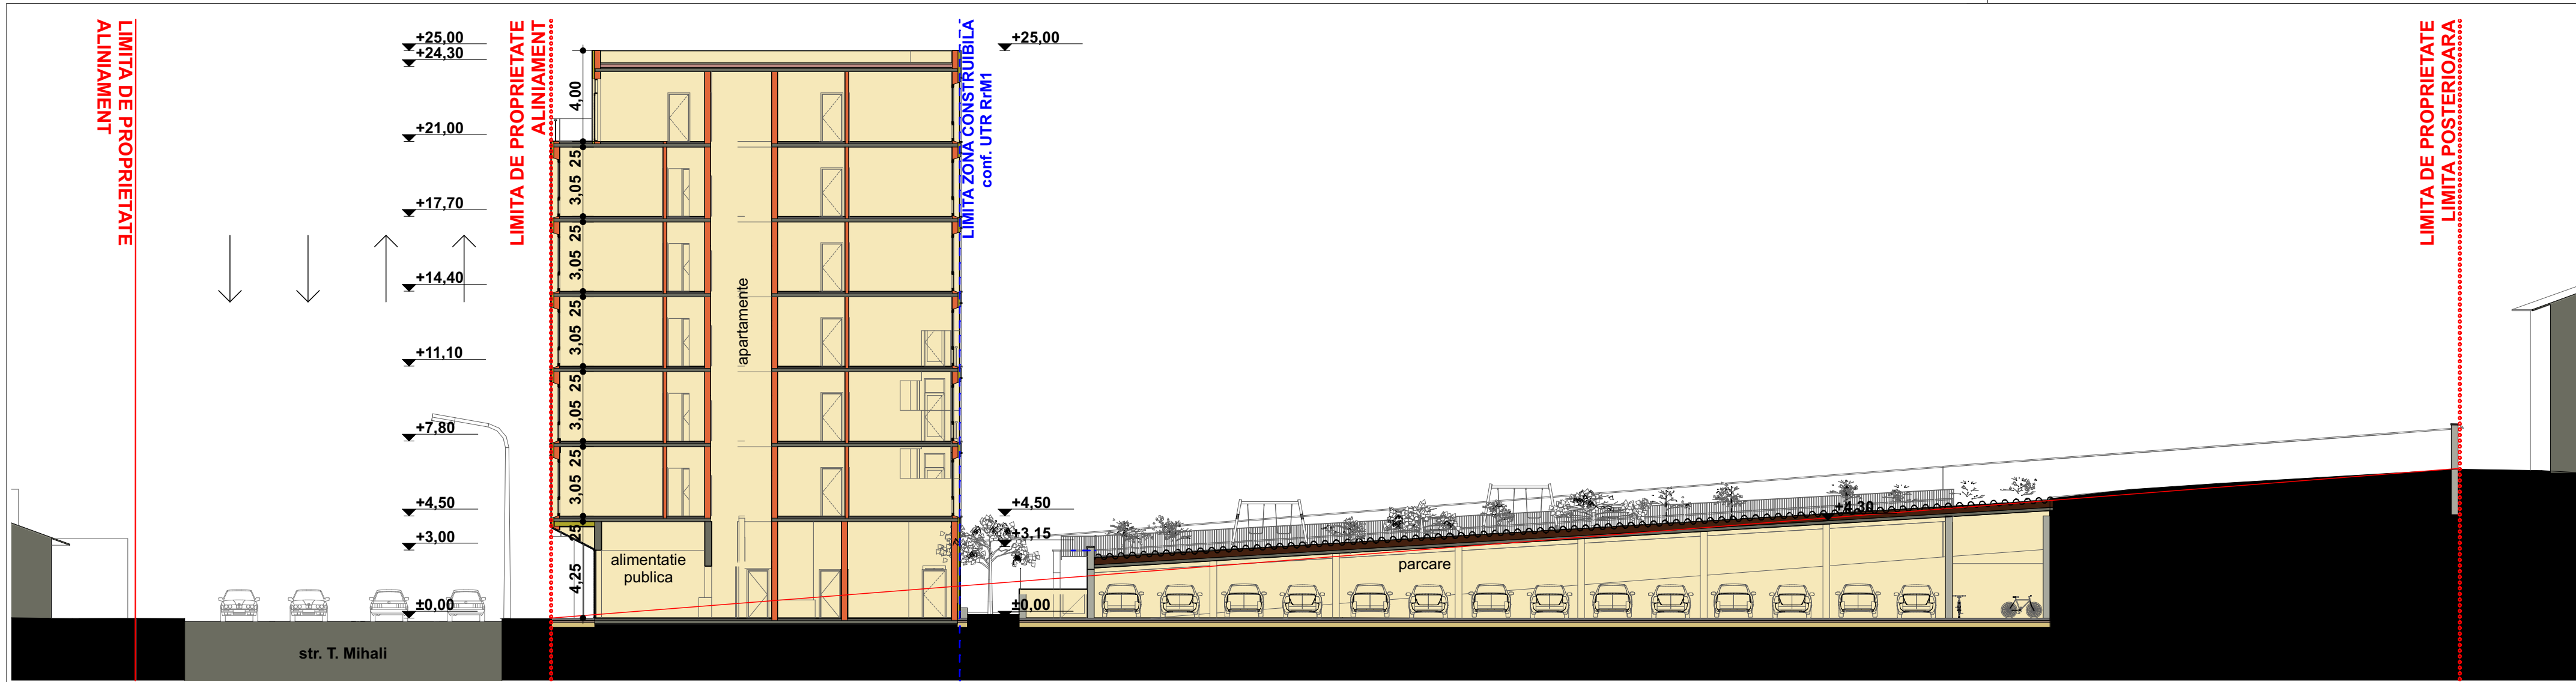 LIMITA DE PROPRIETATE
ALINIAMENT
+25,00
+24,30
+21,00
+17,70
+14,40
+11,10
+7,80
+4,50
+3,00
±0,00
str. T. Mihali
LIMITA DE PROPRIETATE
ALINIAMENT
4,00
25
3,05
25
3,05
25
3,05
25
3,05
25
3,05
25
4,25
apartamente
alimentatie
publica
LIMITA ZONA CONSTRUIBILA
conf. UTR RrM1
+25,00
+4,50
+3,15
±0,00
parcare
+4,30
LIMITA DE PROPRIETATE
LIMITA POSTERIOARA